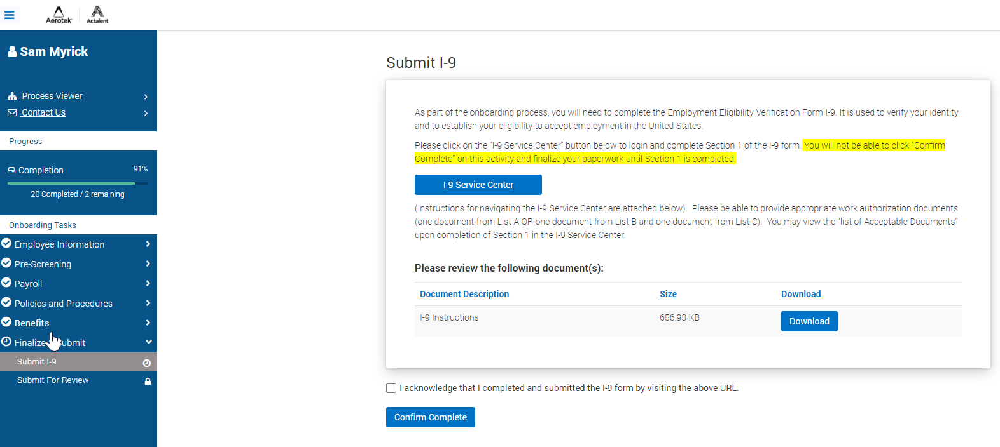 Aerotek
Actalent
Sam Myrick
Process Viewer
Contact Us
Progress
Completion 91%
20 Completed / 2 remaining
Onboarding Tasks
Employee Information
Pre-Screening
Payroll
Policies and Procedures
Benefits
Finalize ubmit
Submit I-9
Submit For Review
Submit I-9
As part of the onboarding process, you will need to complete the Employment Eligibility Verification Form I-9. It is used to verify your identity
and to establish your eligibility to accept employment in the United States.
Please click on the "I-9 Service Center" button below to login and complete Section 1 of the I-9 form. You will not be able to click “Confirm
Complete” on this activity and finalize your paperwork until Section 1 is completed.
I-9 Service Center
(Instructions for navigating the I-9 Service Center are attached below). Please be able to provide appropriate work authorization documents
(one document from List A OR one document from List B and one document from List C). You may view the “list of Acceptable Documents”
upon completion of Section 1 in the I-9 Service Center.
Please review the following document(s):
Document Description Size Download
I-9 Instructions 656.93 KB Download
I acknowledge that I completed and submitted the I-9 form by visiting the above URL.
Confirm Complete